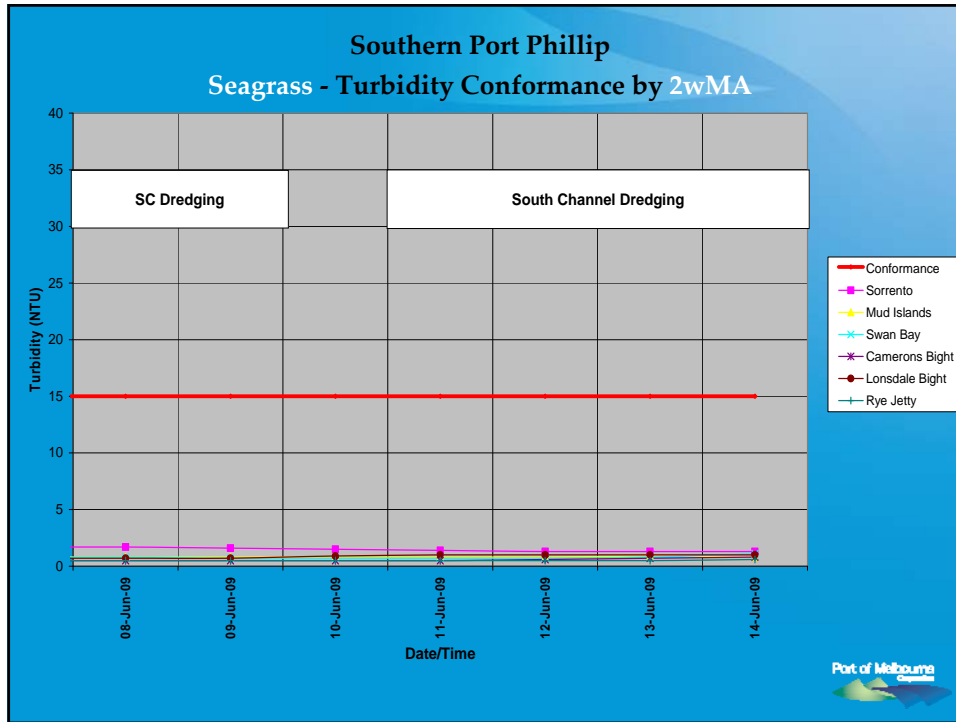 Southern Port Phillip
Seagrass - Turbidity Conformance by 2wMA
40
35
30
25
20
15
10
5
0
Turbidity (NTU)
SC Dredging
South Channel Dredging
Conformance
Sorrento
Mud Islands
Swan Bay
Camerons Bight
Lonsdale Bight
Rye Jetty
08-Jun-09
09-Jun-09
10-Jun-09
11-Jun-09
12-Jun-09
13-Jun-09
14-Jun-09
Date/Time
Port of Melbourne
Corporation